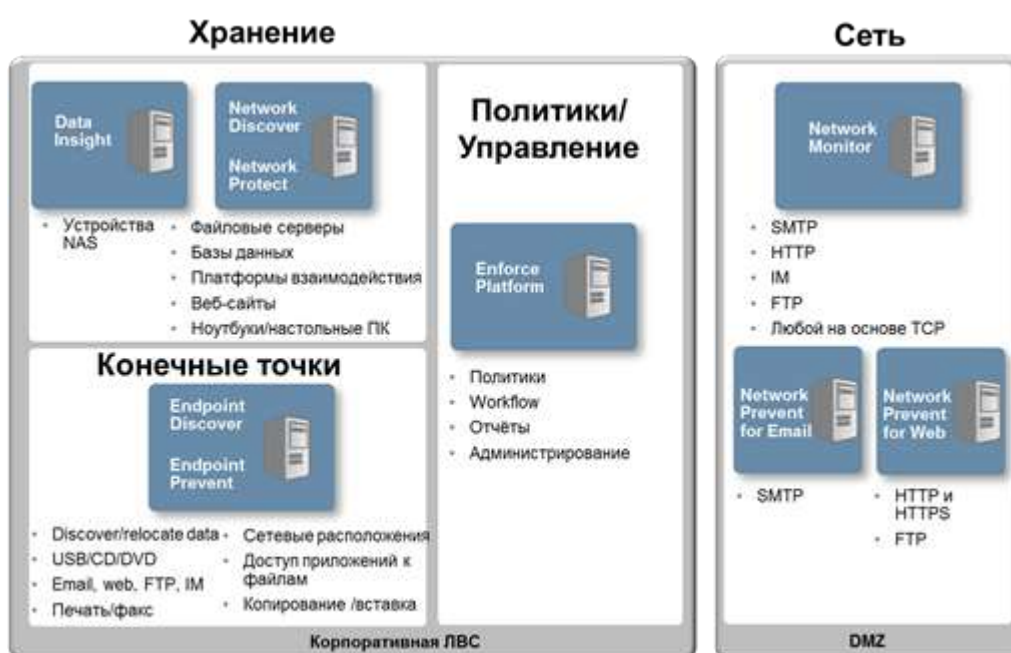 Хранение
Data
Insight
Network
Discover
Network
Protect
Устройства
NAS
Файловые серверы
Базы данных
Платформы взаимодействия
Веб-сайты
Ноутбуки/настольные ПК
Конечные точки
Endpoint
Discover
Endpoint
Prevent
Discover/relocate data
USB/CD/DVD
Email, web, FTP, IM
Печать/факс
Сетевые расположения
Доступ приложений к
файлам
Копирование /вставка
Политики/
Управление
Enforce
Platform
Политики
Workflow
Отчёты
Администрирование
Корпоративная ЛВС
Сеть
Network
Monitor
SMTP
HTTP
IM
FTP
Любой на основе TCP
Network
Prevent
for Email
SMTP
Network
Prevent
for Web
HTTP и
HTTPS
FTP
DMZ